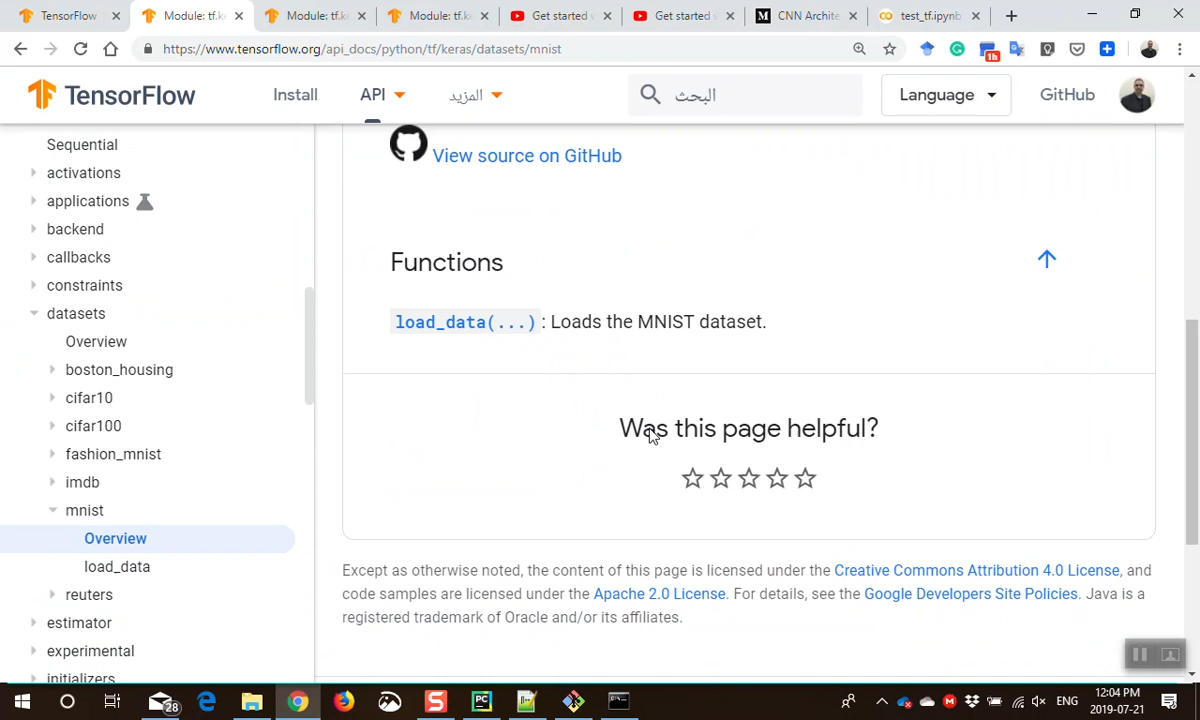 TensorFlow
Module: tf.ke
Module: tf.ke
Module: tf.ke
Get started
Get started
CNN Archite
test_tf.ipynb
https://www.tensorflow.org/api_docs/python/tf/keras/datasets/mnist
1h
TensorFlow
Install
API
المزيد
البحث
Language
GitHub
Sequential
activations
applications
backend
callbacks
constraints
datasets
Overview
boston_housing
cifar10
cifar100
fashion_mnist
imdb
mnist
Overview
load_data
reuters
estimator
experimental
initializers
View source on GitHub
Functions
load_data(...): Loads the MNIST dataset.
Was this page helpful?
Except as otherwise noted, the content of this page is licensed under the Creative Commons Attribution 4.0 License, and
code samples are licensed under the Apache 2.0 License. For details, see the Google Developers Site Policies. Java is a
registered trademark of Oracle and/or its affiliates.
28
ENG
12:04 PM
2019-07-21